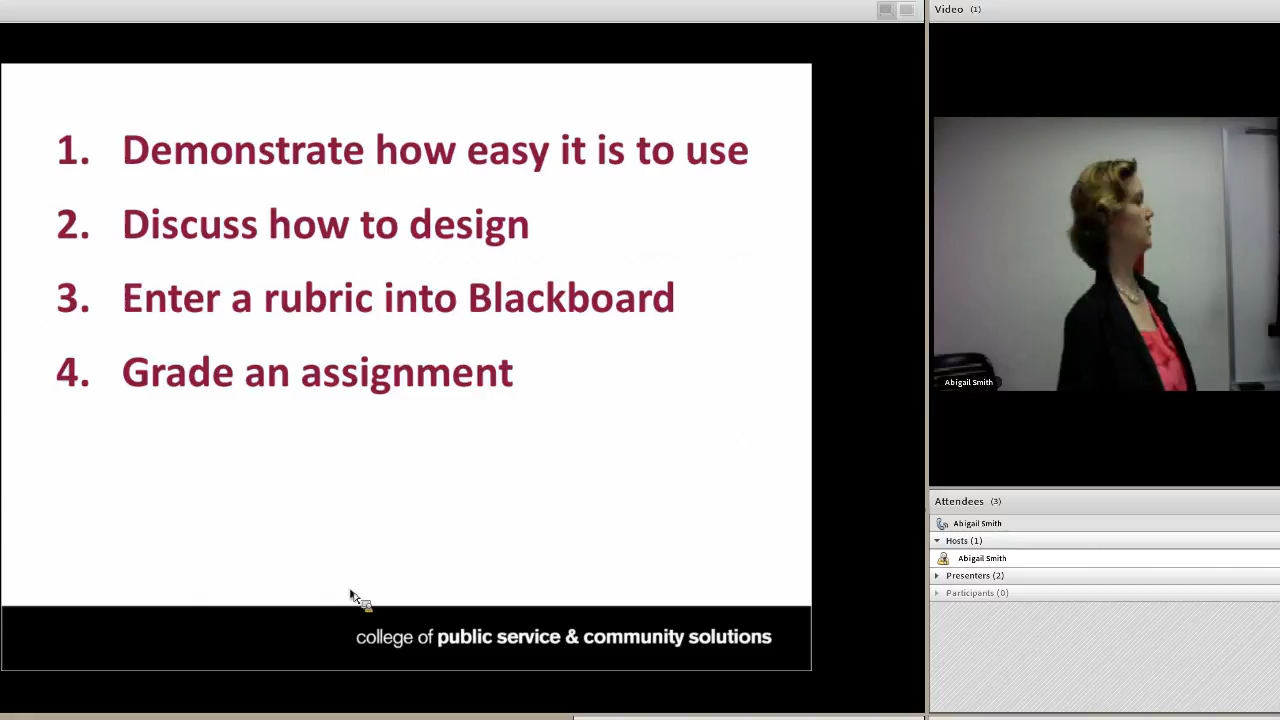 Video (1)
1. Demonstrate how easy it is to use
2. Discuss how to design
3. Enter a rubric into Blackboard
4. Grade an assignment
college of public service & community solutions
Abigail Smith
Attendees (3)
Abigail Smith
Hosts (1)
Abigail Smith
Presenters (2)
Participants (0)